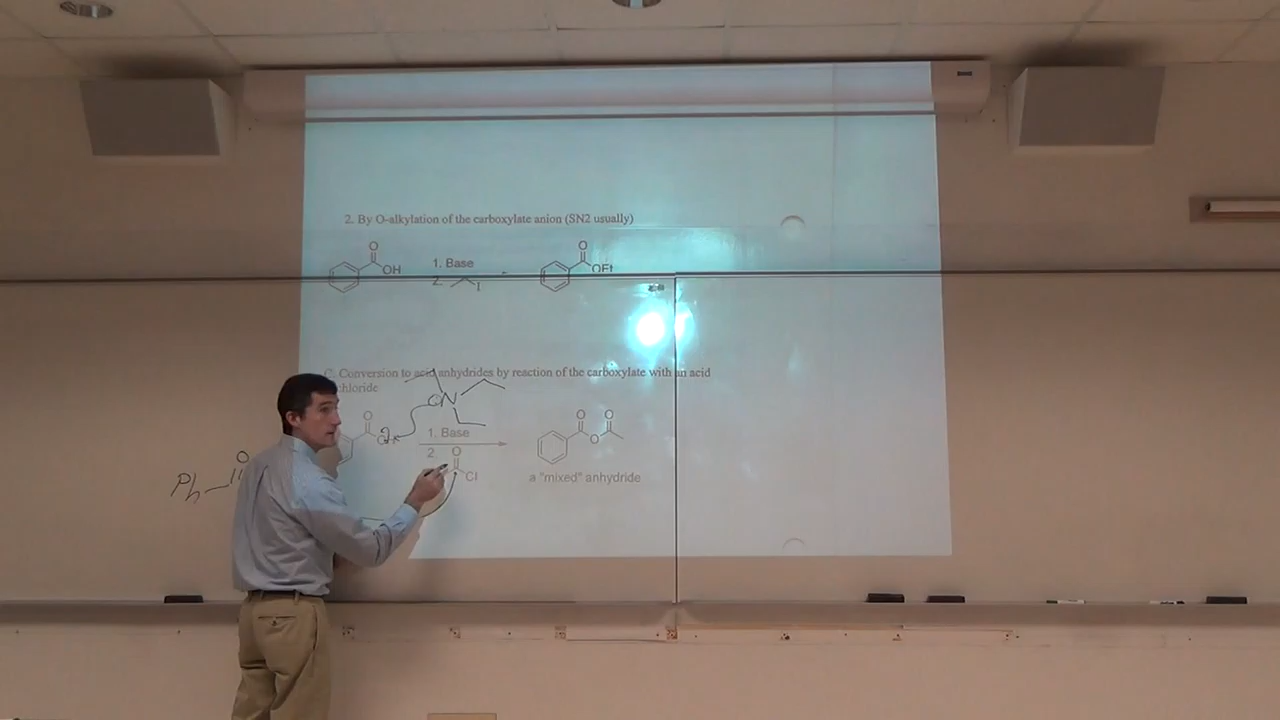 2. By O-alkylation of the carboxylate anion (SN2 usually)
O
OH
1. Base
2.
I
O
OEt
C. Conversion to acid anhydrides by reaction of the carboxylate with an acid
chloride
N
O
1. Base
2.
O
Cl
O O
O
a "mixed" anhydride
Ph
O